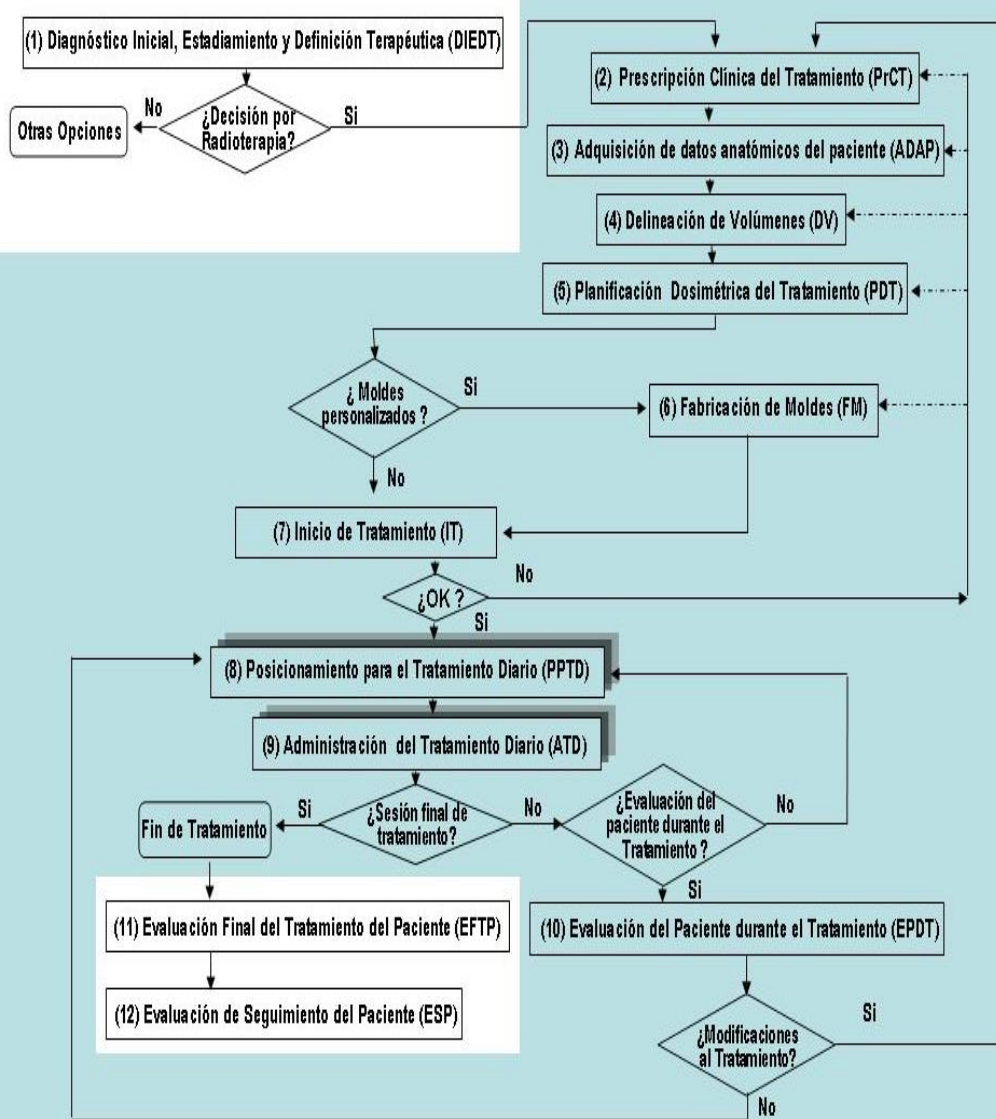 (1) Diagnóstico Inicial, Estadiamiento y Definición Terapéutica (DIEDT)
¿Decisión por
Radioterapia?
No
Si
Otras Opciones
(2) Prescripción Clínica del Tratamiento (PrCT)
(3) Adquisición de datos anatómicos del paciente (ADAP)
(4) Delineación de Volúmenes (DV)
(5) Planificación Dosimétrica del Tratamiento (PDT)
¿ Moldes
personalizados ?
Si
No
(6) Fabricación de Moldes (FM)
(7) Inicio de Tratamiento (IT)
¿OK ?
No
Si
(8) Posicionamiento para el Tratamiento Diario (PPTD)
(9) Administración del Tratamiento Diario (ATD)
¿Sesión final de
tratamiento?
Si
No
Fin de Tratamiento
¿Evaluación del
paciente durante el
Tratamiento ?
No
Si
(11) Evaluación Final del Tratamiento del Paciente (EFTP)
(10) Evaluación del Paciente durante el Tratamiento (EPDT)
(12) Evaluación de Seguimiento del Paciente (ESP)
¿Modificaciones
al Tratamiento?
Si
No